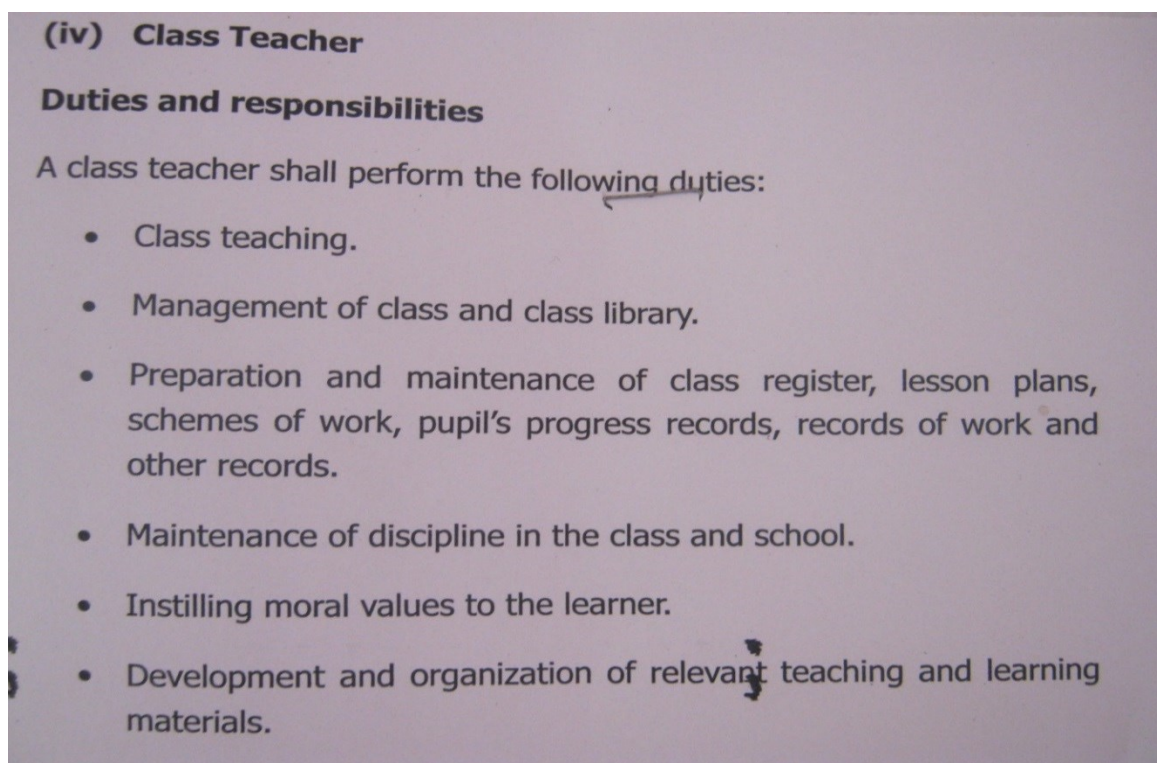 (iv) Class Teacher
Duties and responsibilities
A class teacher shall perform the following duties:
• Class teaching.
• Management of class and class library.
• Preparation and maintenance of class register, lesson plans,
schemes of work, pupil's progress records, records of work and
other records.
• Maintenance of discipline in the class and school.
• Instilling moral values to the learner.
• Development and organization of relevant teaching and learning
materials.